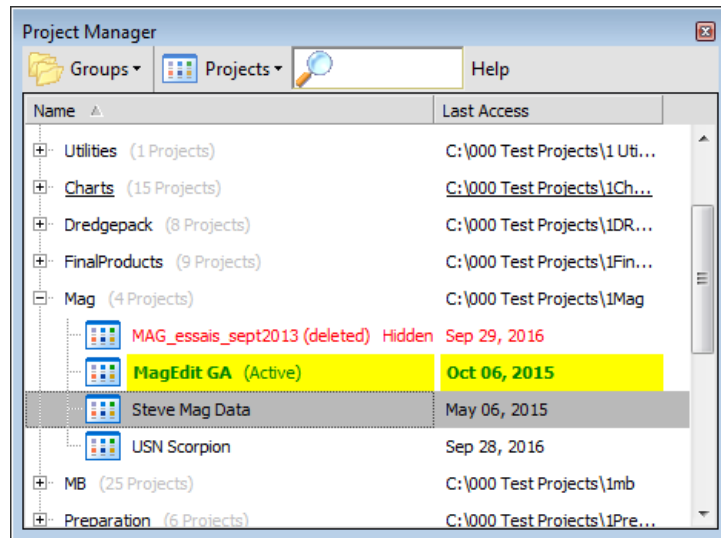 Project Manager
Groups Projects Help
Name Last Access
Utilities (1 Projects) C:\000 Test Projects\1 Uti...
Charts (15 Projects) C:\000 Test Projects\1Ch...
Dredgepack (8 Projects) C:\000 Test Projects\1DR...
FinalProducts (9 Projects) C:\000 Test Projects\1Fin...
Mag (4 Projects) C:\000 Test Projects\1Mag
MAG_essais_sept2013 (deleted) Hidden Sep 29, 2016
MagEdit GA (Active) Oct 06, 2015
Steve Mag Data May 06, 2015
USN Scorpion Sep 28, 2016
MB (25 Projects) C:\000 Test Projects\1mb
Preparation (6 Projects) C:\000 Test Projects\1Pre...